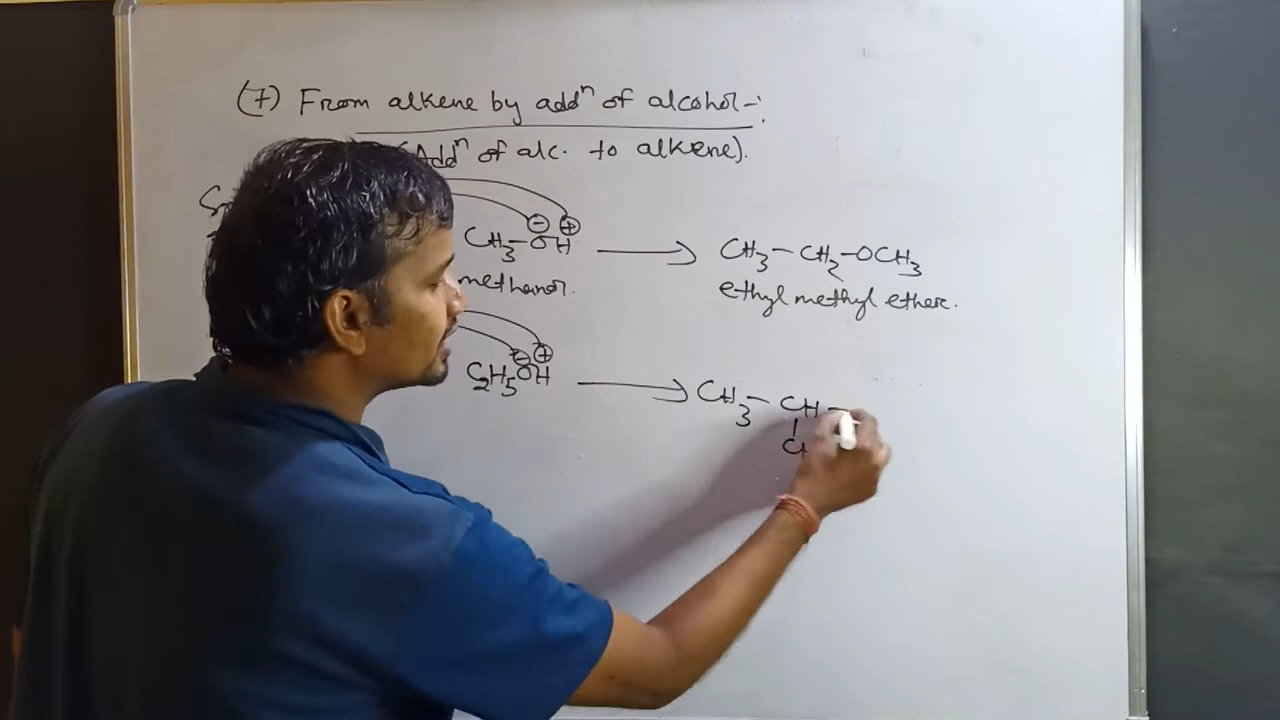 (7) From alkene by addⁿ of alcohol-:
(Addⁿ of alc. to alkene).
⊖ ⊕
CH₃-OH ⟶ CH₃-CH₂-OCH₃
methanol. ethyl methyl ether.
⊖ ⊕
C₂H₅OH ⟶ CH₃-CH-
|